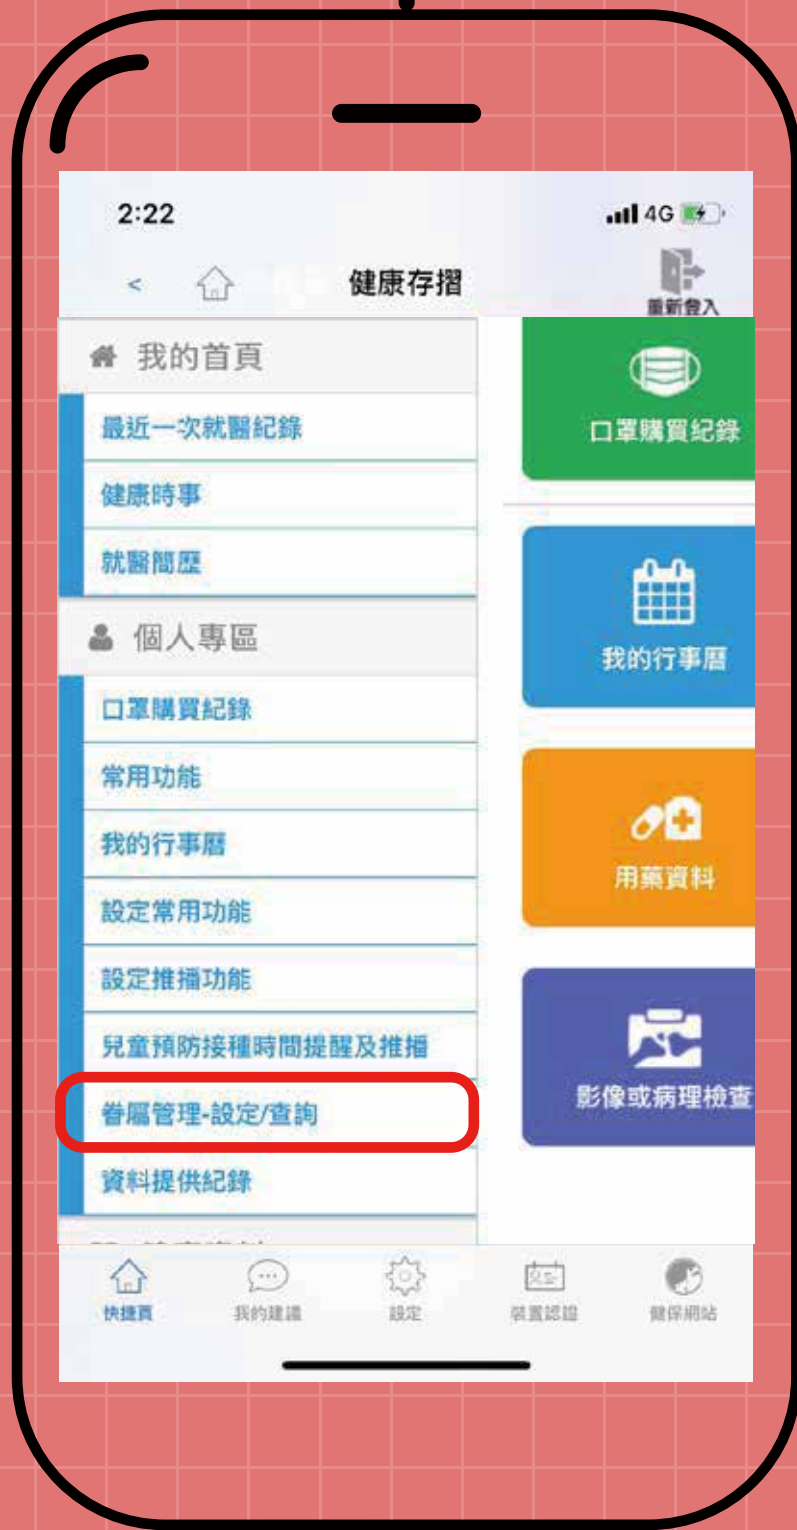 2:22
4G
<
健康存摺
重新登入
我的首頁
最近一次就醫紀錄
健康時事
就醫簡歷
個人專區
口罩購買紀錄
常用功能
我的行事曆
設定常用功能
設定推播功能
兒童預防接種時間提醒及推播
眷屬管理-設定/查詢
資料提供紀錄
口罩購買紀錄
我的行事曆
用藥資料
影像或病理檢查
快捷頁
我的建議
設定
裝置認證
健保網站